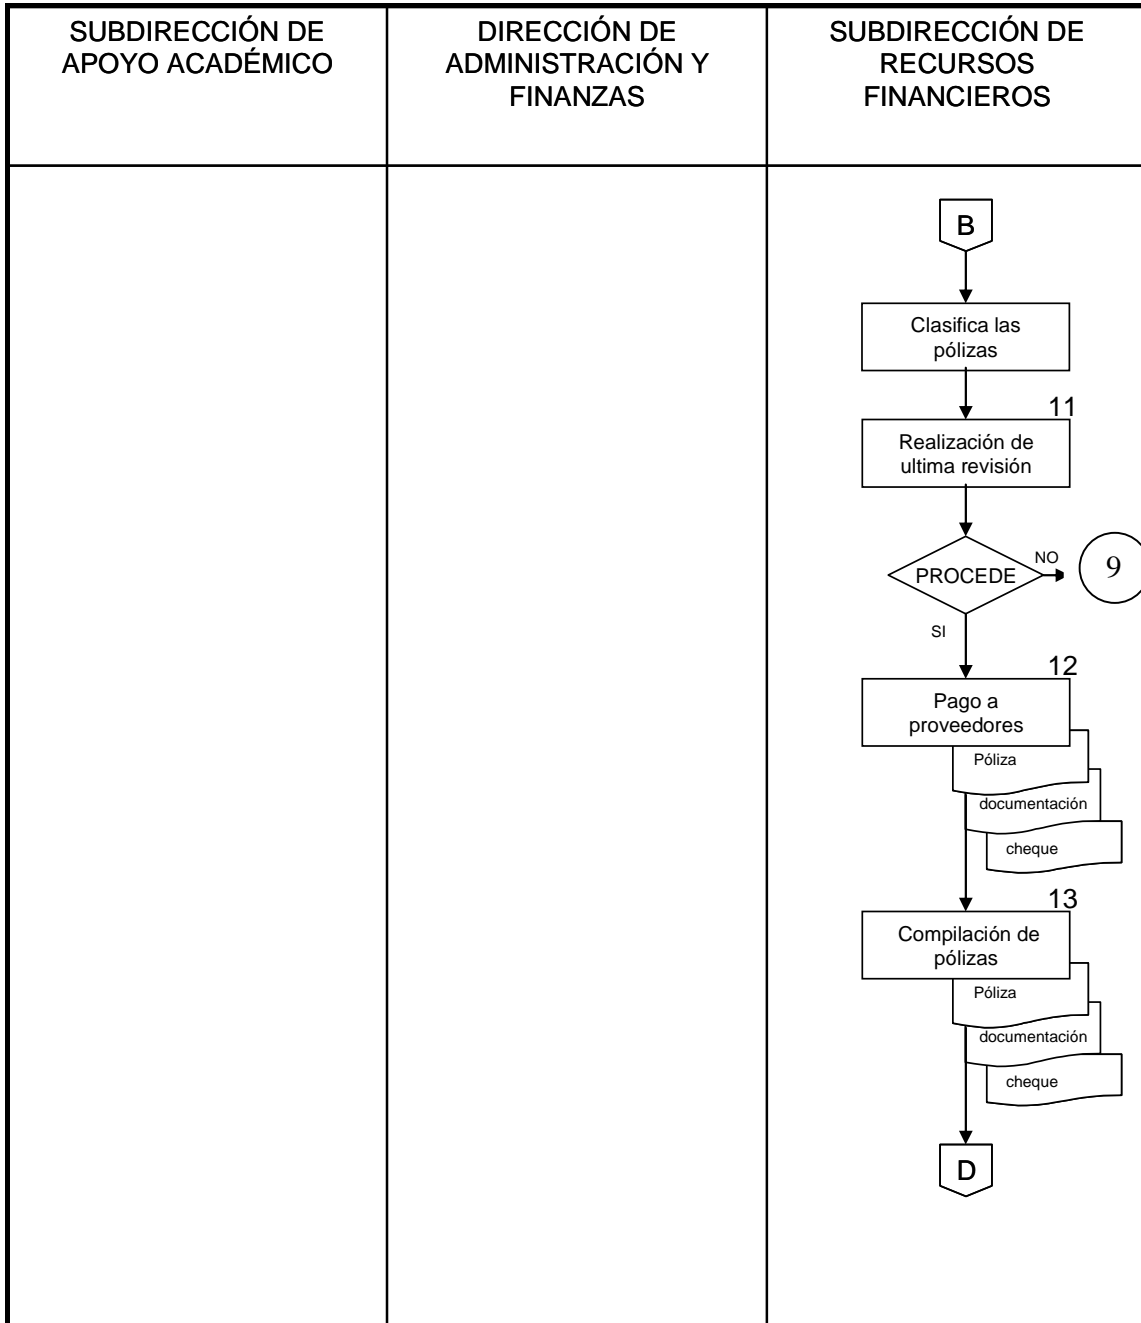 SUBDIRECCIÓN DE
APOYO ACADÉMICO
DIRECCIÓN DE
ADMINISTRACIÓN Y
FINANZAS
SUBDIRECCIÓN DE
RECURSOS
FINANCIEROS
B
Clasifica las
pólizas
11
Realización de
ultima revisión
PROCEDE
NO
9
SI
12
Pago a
proveedores
Póliza
documentación
cheque
13
Compilación de
pólizas
Póliza
documentación
cheque
D